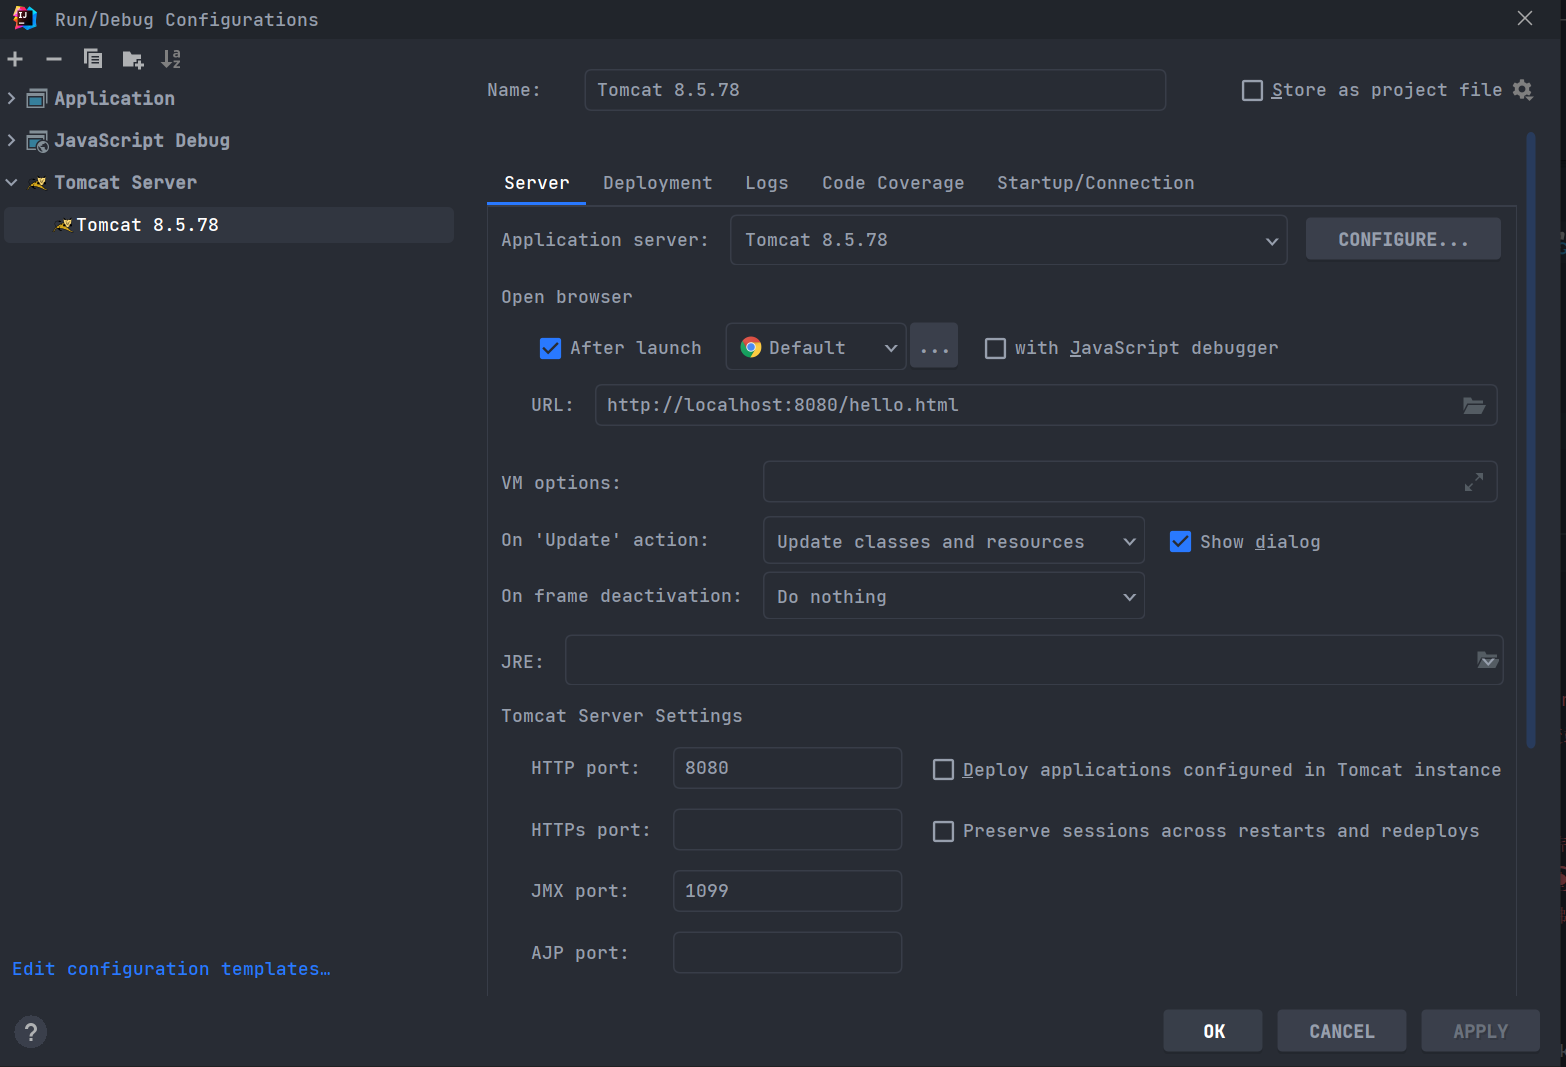 Run/Debug Configurations
Application
JavaScript Debug
Tomcat Server
Tomcat 8.5.78
Edit configuration templates…
?
Name: Tomcat 8.5.78 Store as project file
Server Deployment Logs Code Coverage Startup/Connection
Application server: Tomcat 8.5.78 CONFIGURE...
Open browser
After launch Default ... with JavaScript debugger
URL: http://localhost:8080/hello.html
VM options:
On 'Update' action: Update classes and resources Show dialog
On frame deactivation: Do nothing
JRE:
Tomcat Server Settings
HTTP port: 8080 Deploy applications configured in Tomcat instance
HTTPs port: Preserve sessions across restarts and redeploys
JMX port: 1099
AJP port:
OK CANCEL APPLY